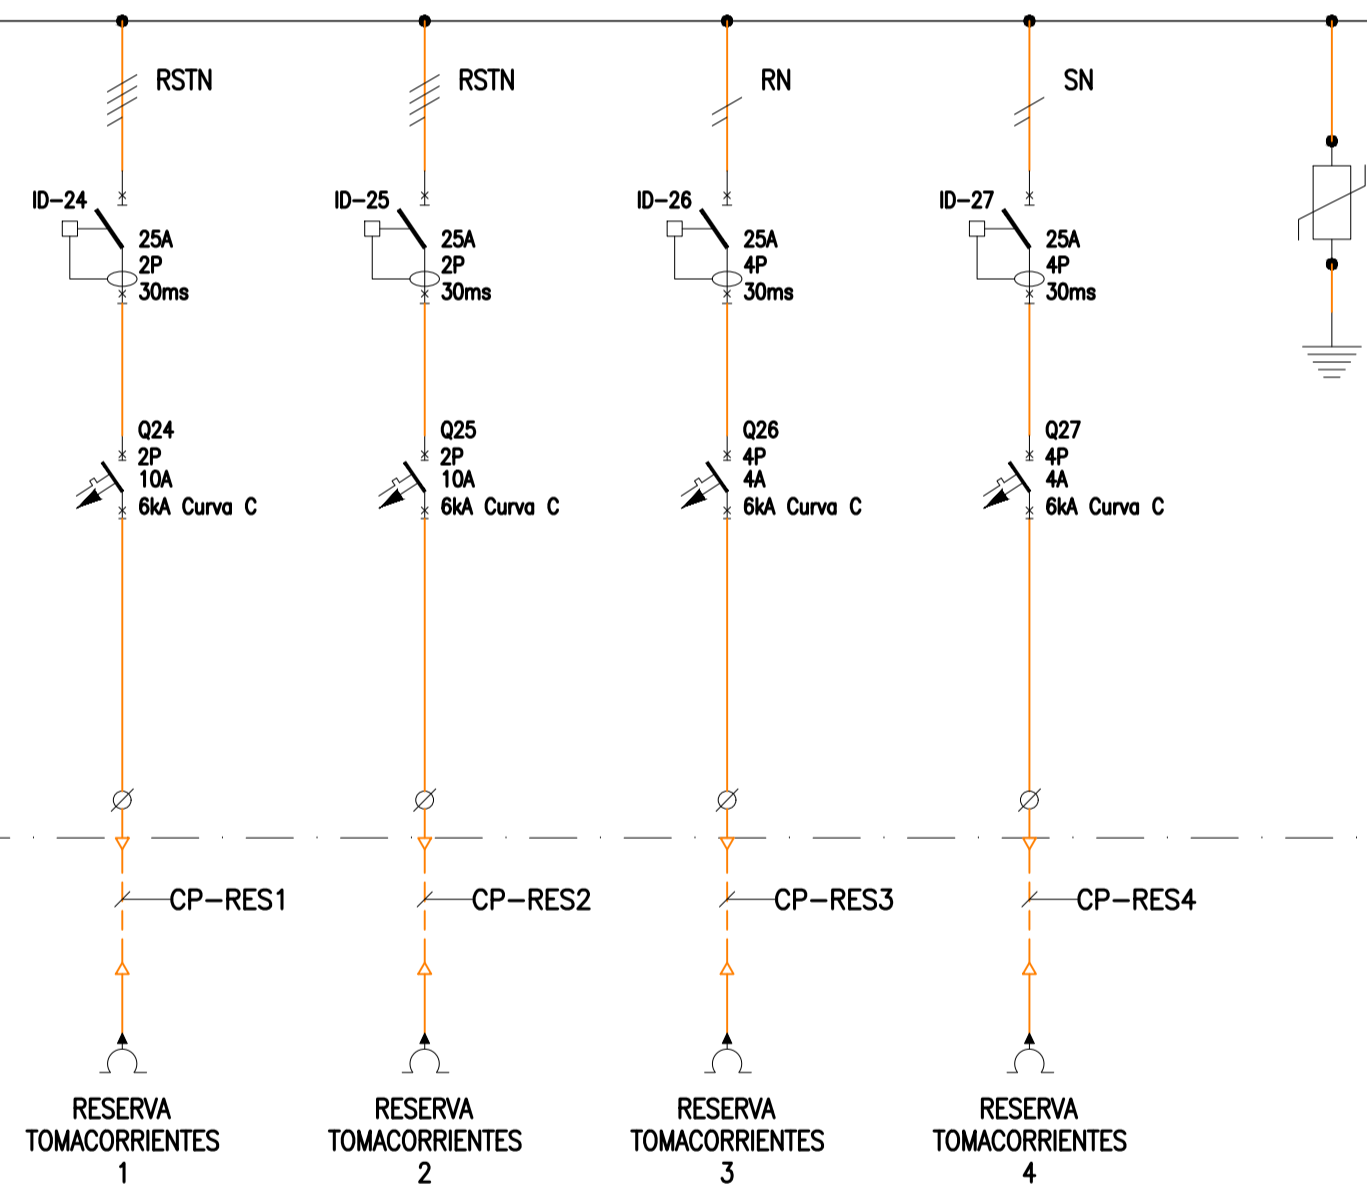 RSTN
RSTN
RN
SN
ID-24
25A
2P
30ms
ID-25
25A
2P
30ms
ID-26
25A
4P
30ms
ID-27
25A
4P
30ms
Q24
2P
10A
6kA Curva C
Q25
2P
10A
6kA Curva C
Q26
4P
4A
6kA Curva C
Q27
4P
4A
6kA Curva C
CP-RES1
CP-RES2
CP-RES3
CP-RES4
RESERVA
TOMACORRIENTES
1
RESERVA
TOMACORRIENTES
2
RESERVA
TOMACORRIENTES
3
RESERVA
TOMACORRIENTES
4